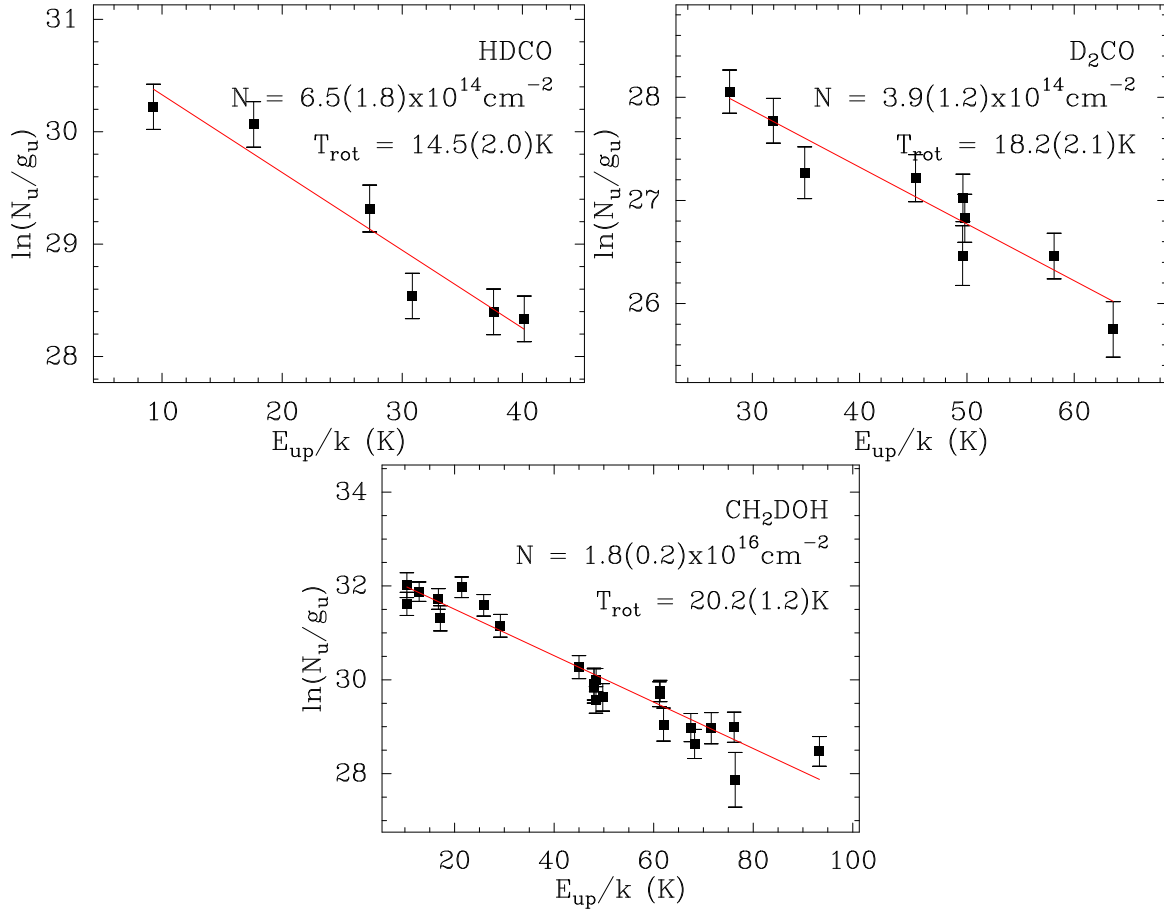 HDCO
N = 6.5(1.8)x10^14cm^-2
T_rot = 14.5(2.0)K
ln(N_u/g_u)
31
30
29
28
10
20
30
40
E_up/k (K)
D₂CO
N = 3.9(1.2)x10^14cm^-2
T_rot = 18.2(2.1)K
ln(N_u/g_u)
28
27
26
30
40
50
60
E_up/k (K)
CH₂DOH
N = 1.8(0.2)x10^16cm^-2
T_rot = 20.2(1.2)K
ln(N_u/g_u)
34
32
30
28
20
40
60
80
100
E_up/k (K)